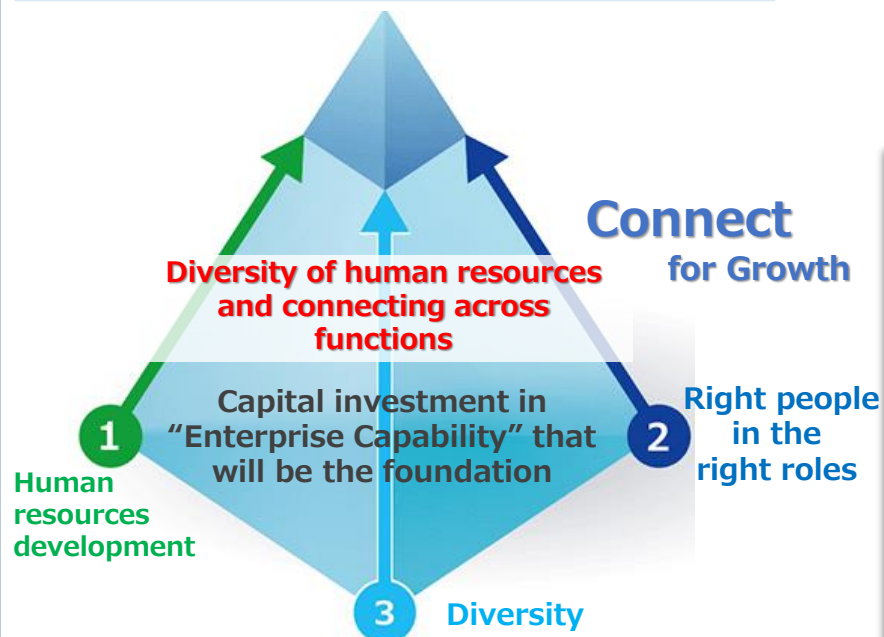 Connect
for Growth
Diversity of human resources
and connecting across
functions
Capital investment in
“Enterprise Capability” that
will be the foundation
1
Human
resources
development
2
Right people
in the
right roles
3
Diversity